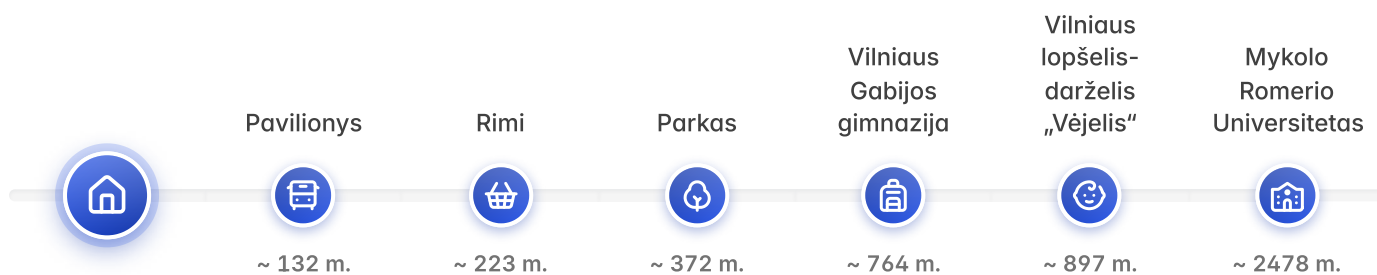 Pavilionys
~ 132 m.
Rimi
~ 223 m.
Parkas
~ 372 m.
Vilniaus
Gabijos
gimnazija
~ 764 m.
Vilniaus
lopšelis-
darželis
„Vėjelis“
~ 897 m.
Mykolo
Romerio
Universitetas
~ 2478 m.